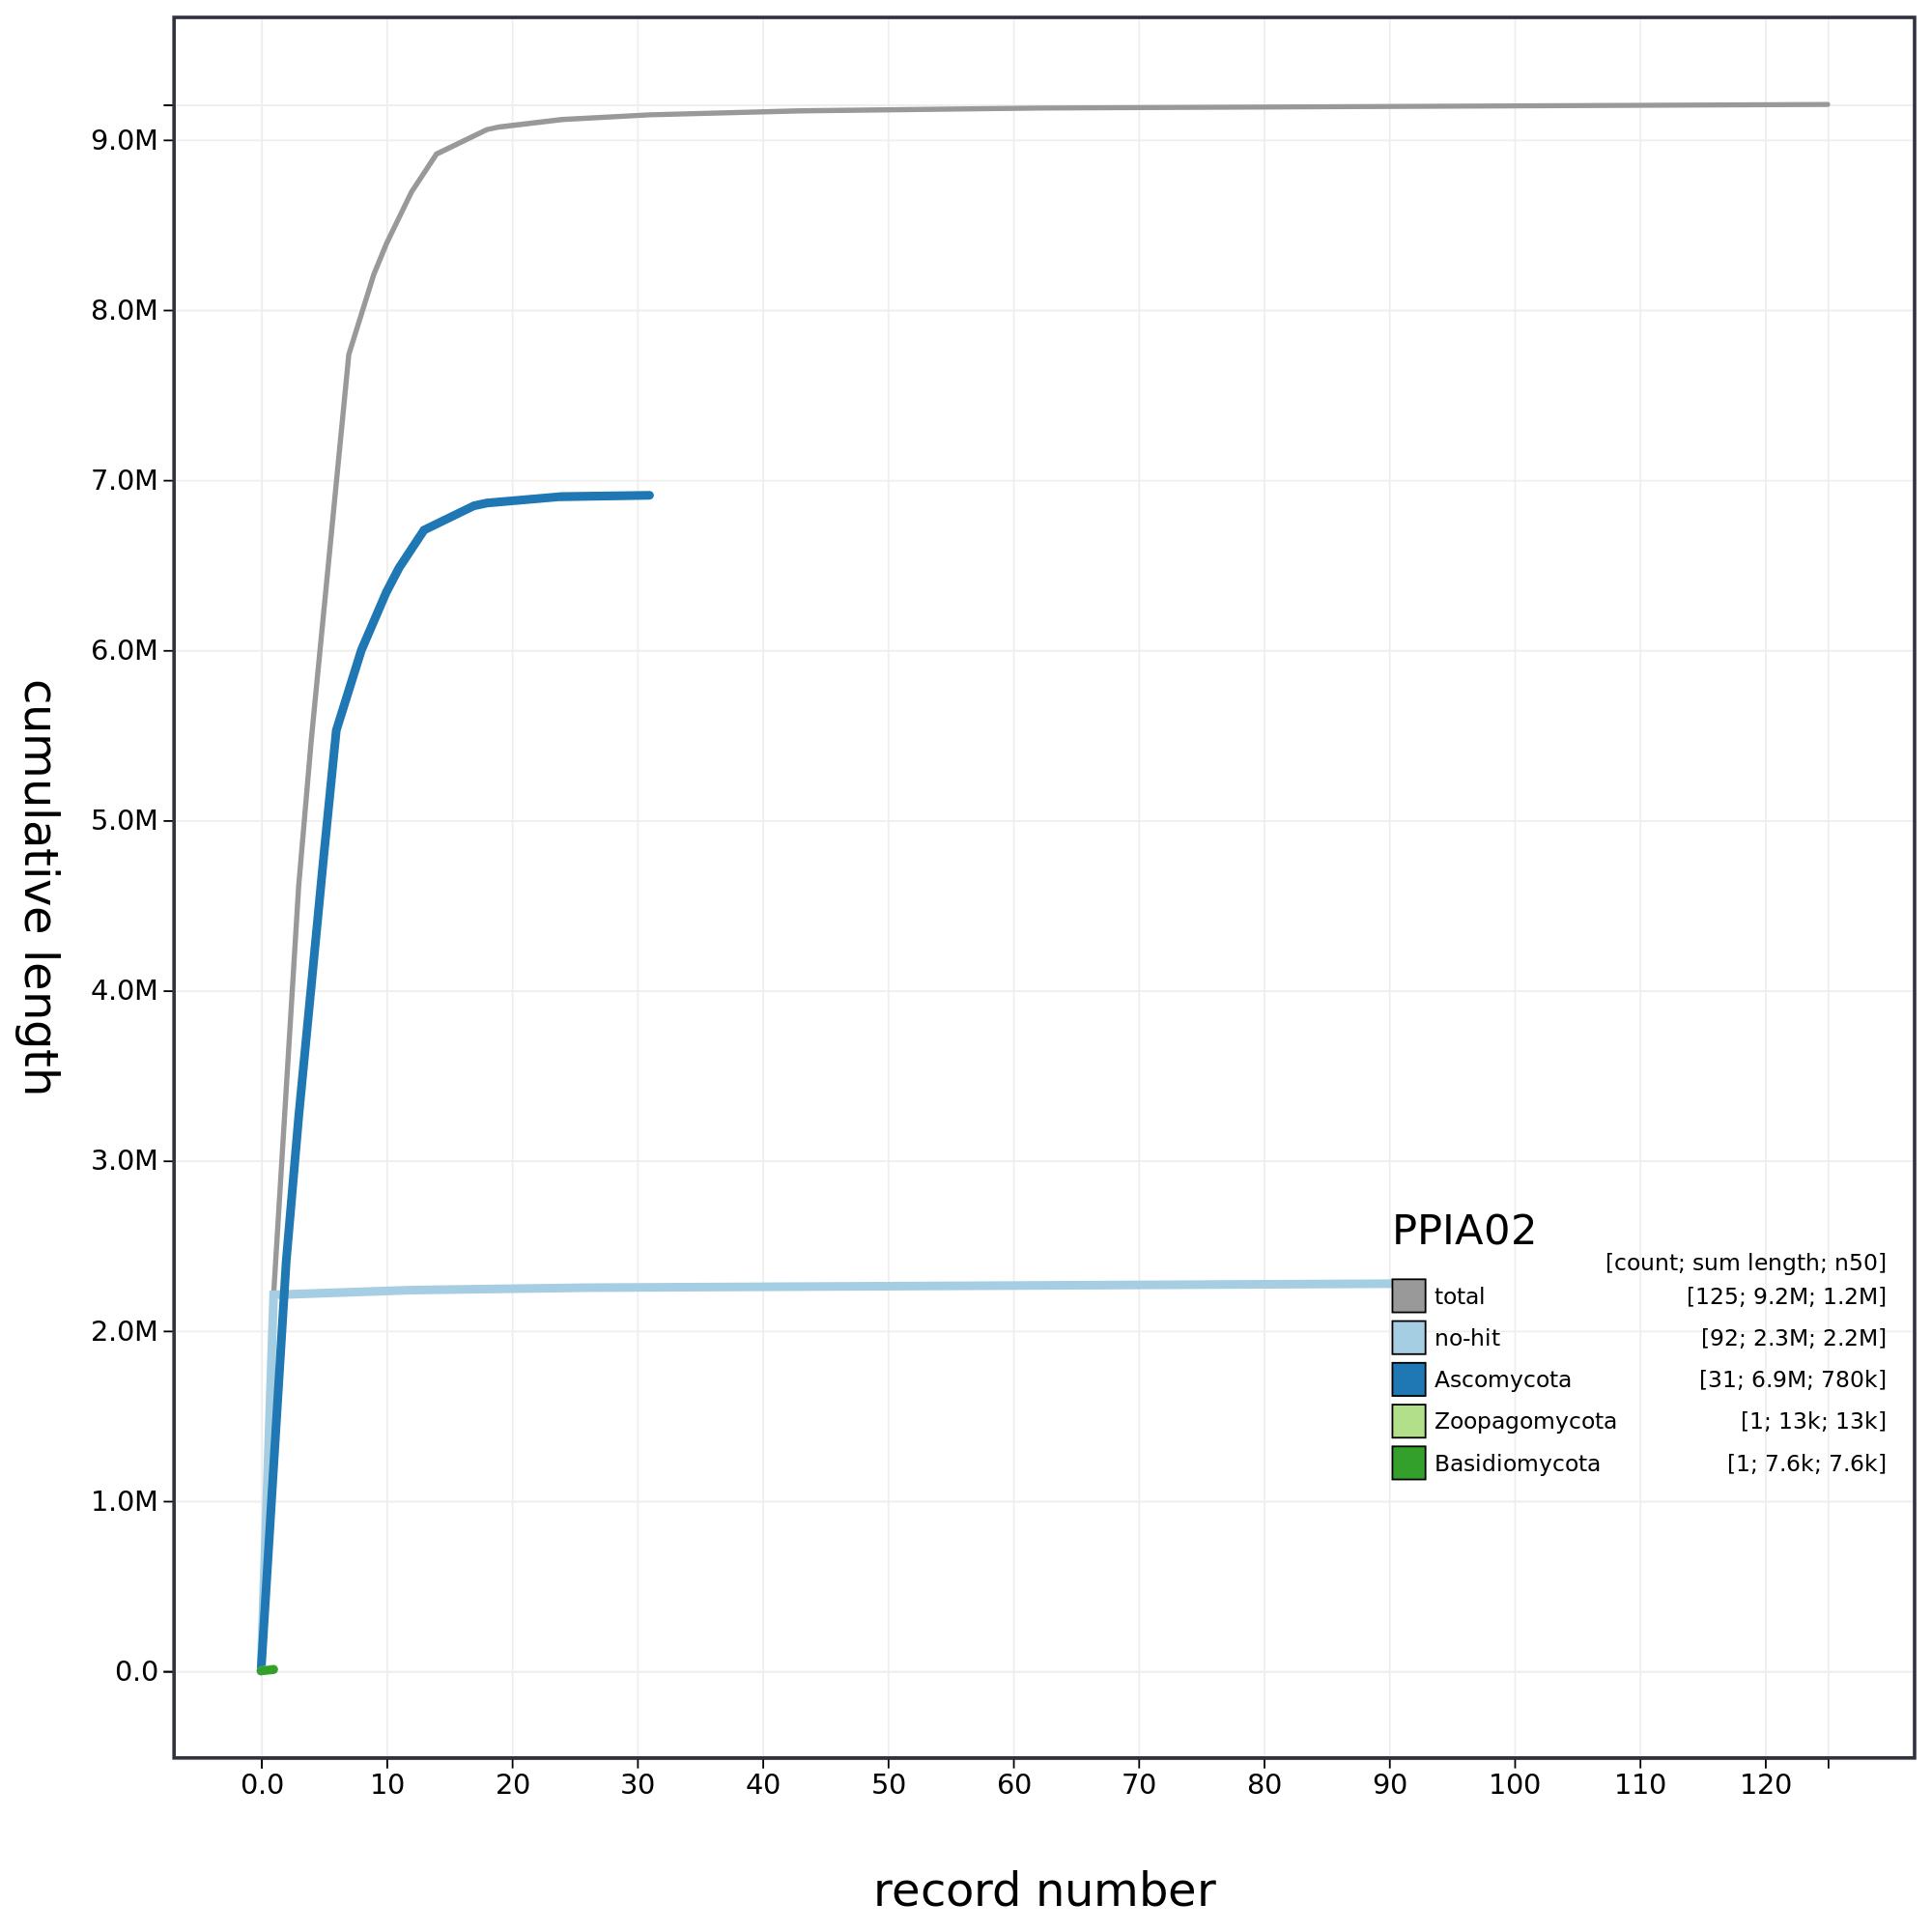 cumulative length
9.0M
8.0M
7.0M
6.0M
5.0M
4.0M
3.0M
2.0M
1.0M
0.0
PPIA02
[count; sum length; n50]
total [125; 9.2M; 1.2M]
no-hit [92; 2.3M; 2.2M]
Ascomycota [31; 6.9M; 780k]
Zoopagomycota [1; 13k; 13k]
Basidiomycota [1; 7.6k; 7.6k]
0.0 10 20 30 40 50 60 70 80 90 100 110 120
record number